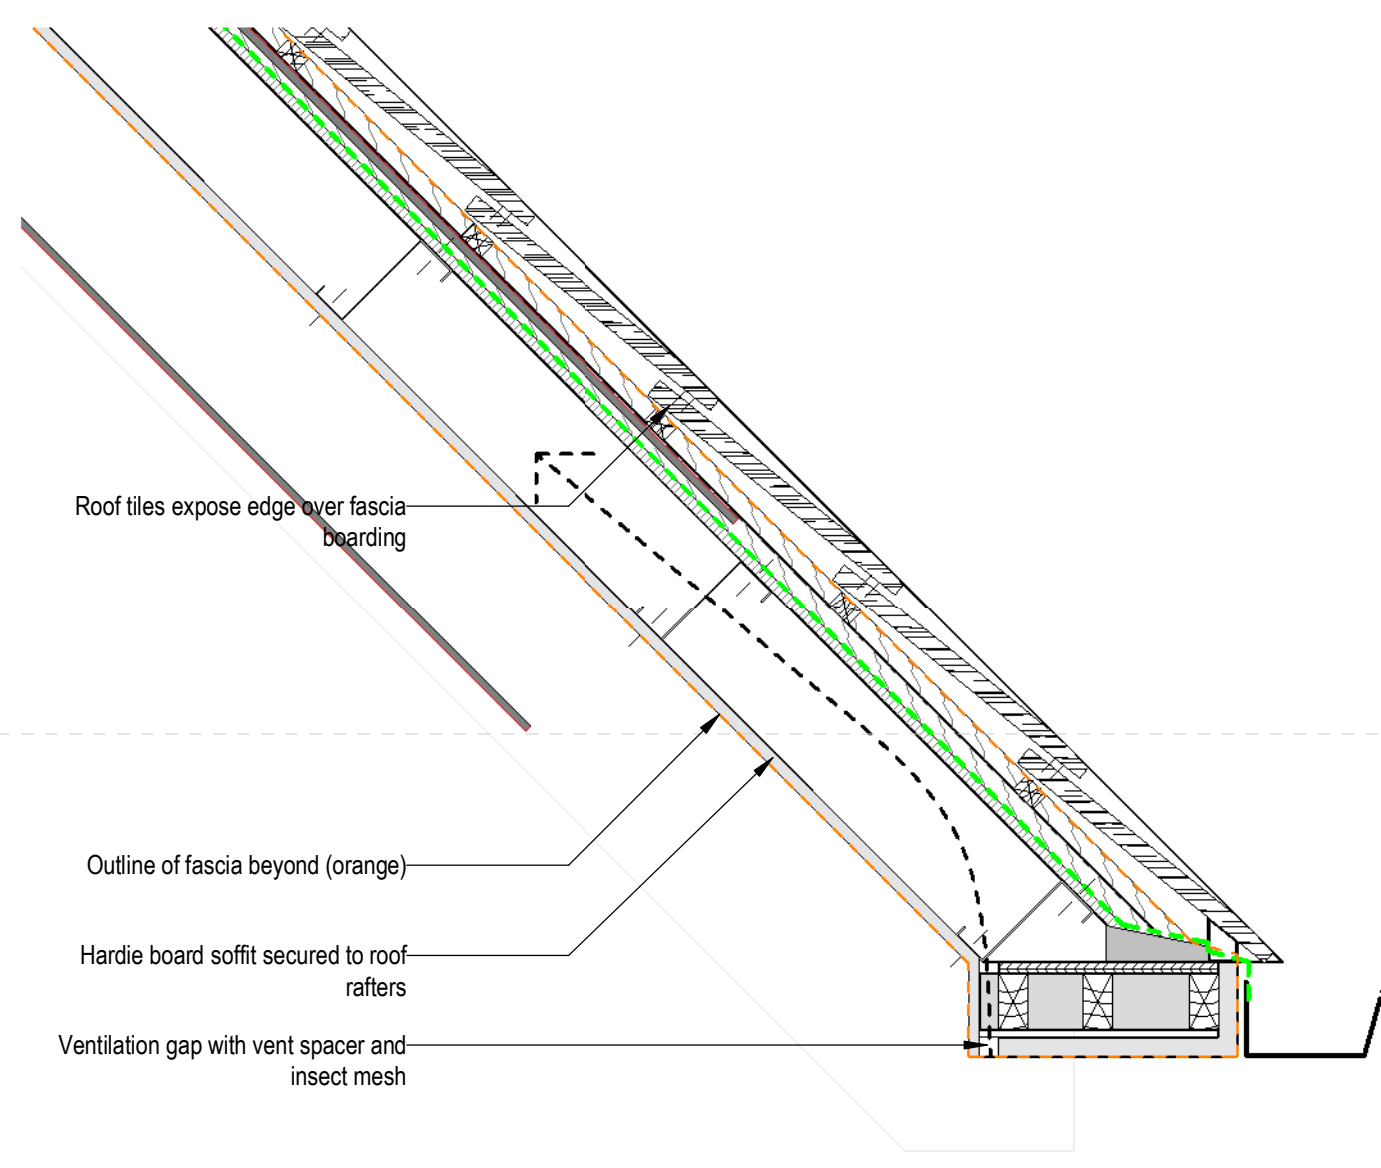 Roof tiles expose edge over fascia
boarding
Outline of fascia beyond (orange)
Hardie board soffit secured to roof
rafters
Ventilation gap with vent spacer and
insect mesh